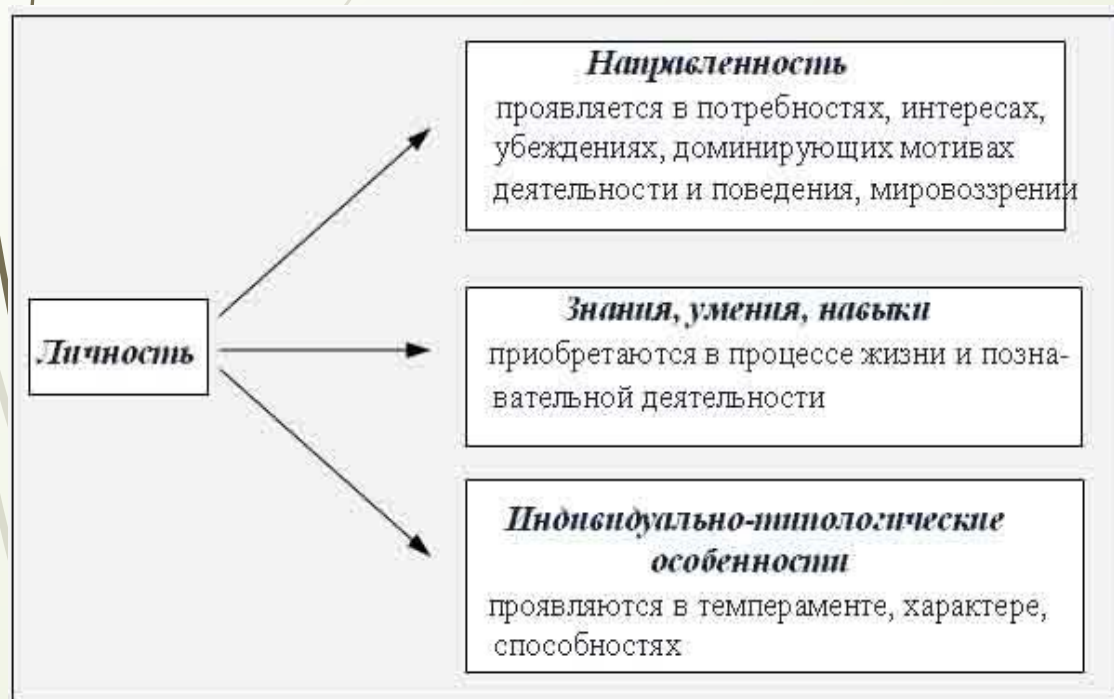 Направленность
проявляется в потребностях, интересах,
убеждениях, доминирующих мотивах
деятельности и поведения, мировоззрении
Личность
Знания, умения, навыки
приобретаются в процессе жизни и позна-
вательной деятельности
Индивидуально-типологические
особенности
проявляются в темпераменте, характере,
способностях